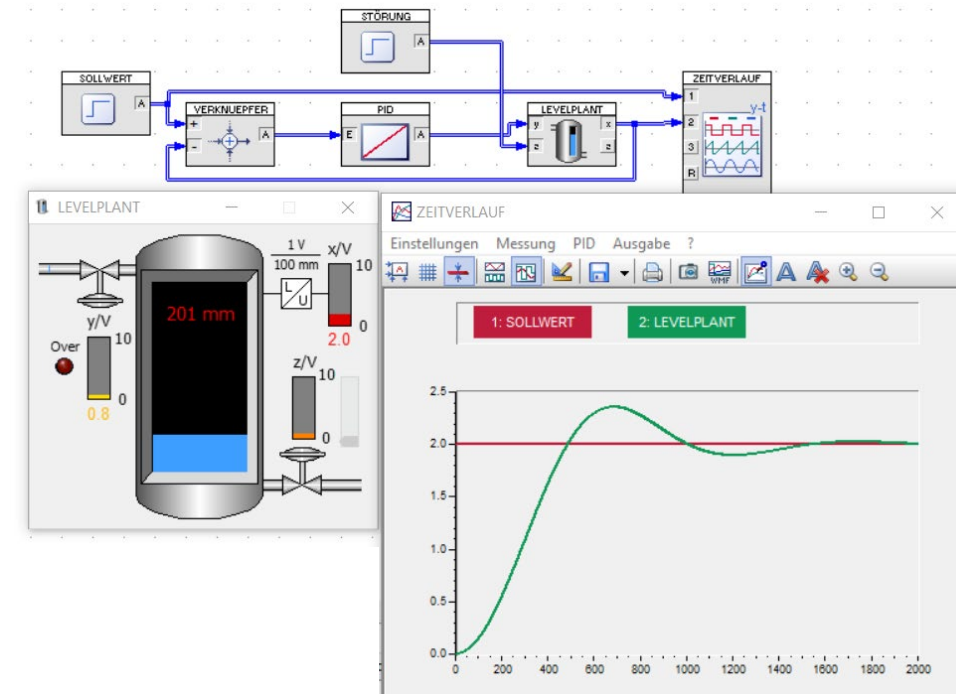 STÖRUNG
A
SOLLWERT
A
VERKNUEPFER
+
-
A
PID
E
A
LEVELPLANT
y
z
x
z
ZEITVERLAUF
1
2
3
R
y-t
LEVELPLANT
1 V
100 mm
x/V
10
0
2.0
L
U
201 mm
y/V
10
0
0.8
Over
z/V
10
0
ZEITVERLAUF
Einstellungen Messung PID Ausgabe ?
A
WMF
A
A
1: SOLLWERT 2: LEVELPLANT
2.5
2.0
1.5
1.0
0.5
0.0
0 200 400 600 800 1000 1200 1400 1600 1800 2000